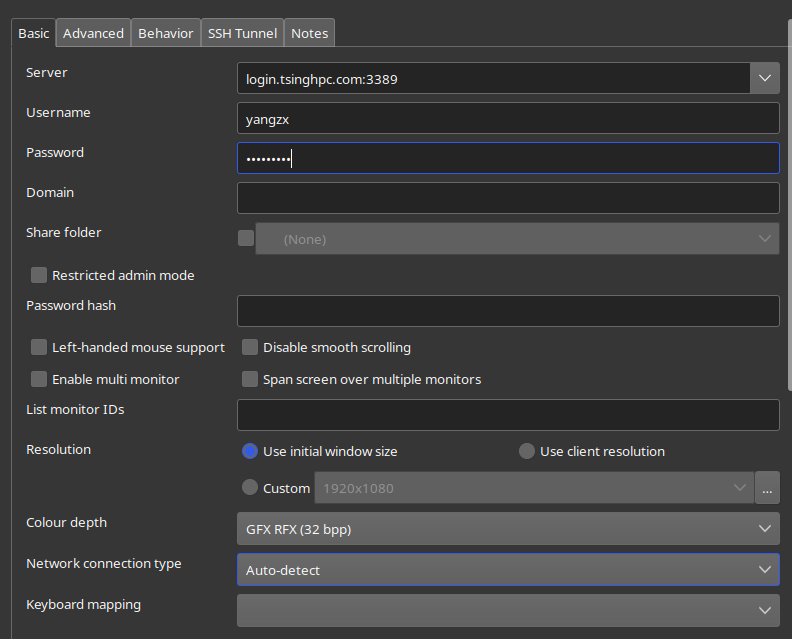 Basic Advanced Behavior SSH Tunnel Notes
Server login.tsinghpc.com:3389
Username yangzx
Password •••••••••
Domain
Share folder (None)
Restricted admin mode
Password hash
Left-handed mouse support Disable smooth scrolling
Enable multi monitor Span screen over multiple monitors
List monitor IDs
Resolution Use initial window size Use client resolution
Custom 1920x1080 ...
Colour depth GFX RFX (32 bpp)
Network connection type Auto-detect
Keyboard mapping